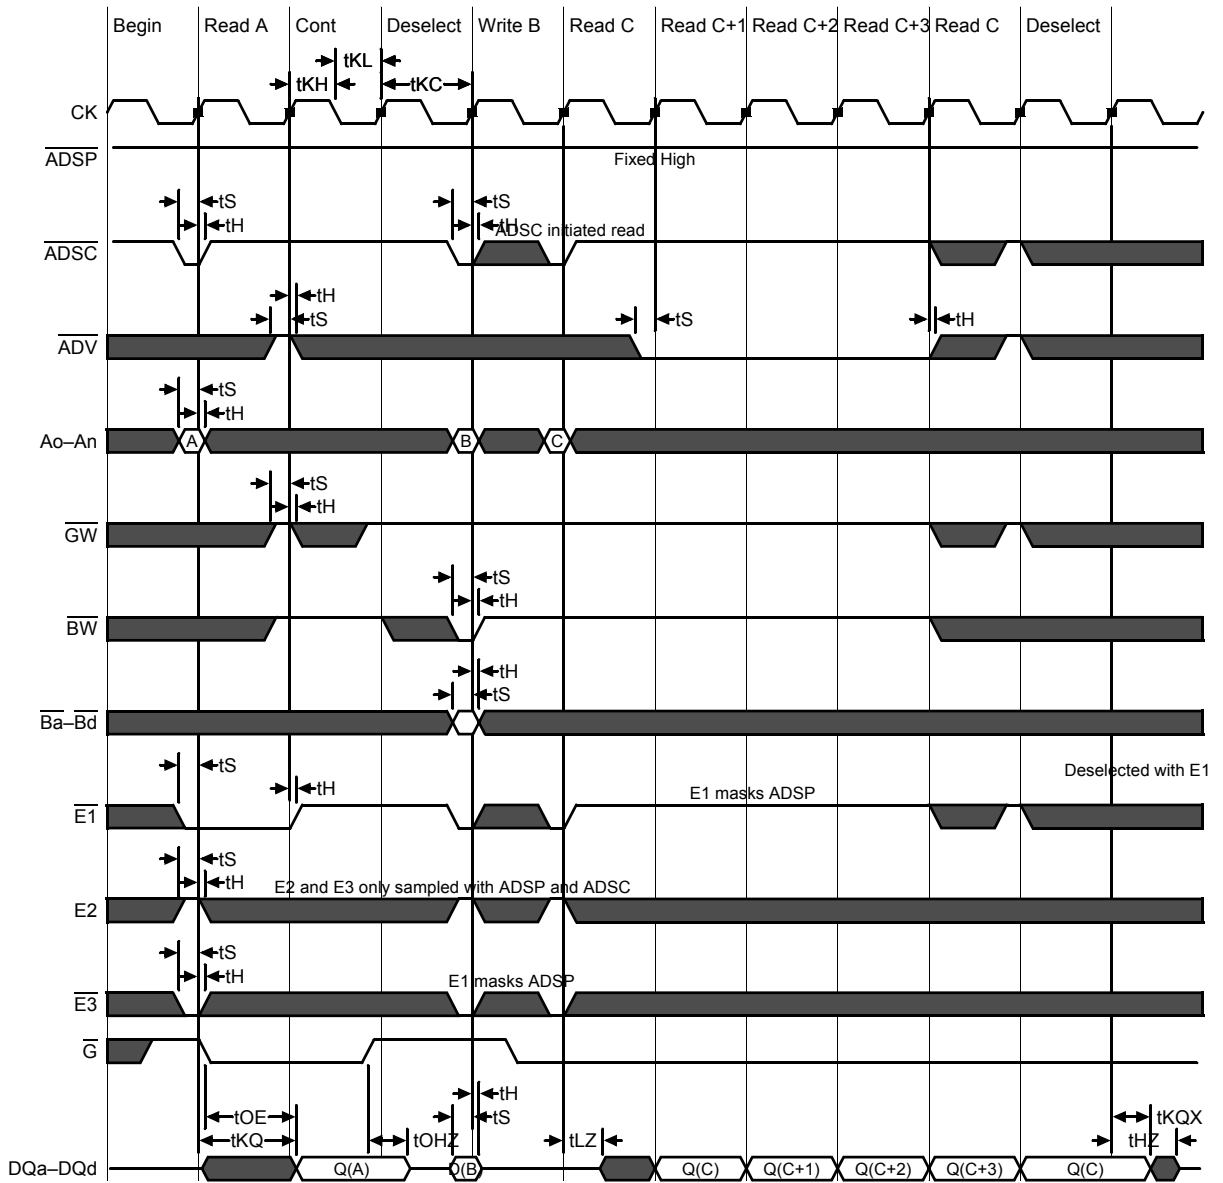 Begin Read A Cont Deselect Write B Read C Read C+1 Read C+2 Read C+3 Read C Deselect
tKL
tKH tKC
CK
ADSP
Fixed High
tS tS
tH tH
ADSC initiated read
ADSC
tH
tS tS tH
ADV
tS
tH
Ao–An A B C
tS
tH
GW
tS
tH
BW
tH
tS
Ba–Bd
tS
Deselected with E1
tH
E1 masks ADSP
E1
tS
tH
E2 and E3 only sampled with ADSP and ADSC
E2
tS
tH
E1 masks ADSP
E3
G
tH
tOE tS tKQX
tKQ tOHZ tLZ tHZ
DQa–DQd Q(A) Q(B) Q(C) Q(C+1) Q(C+2) Q(C+3) Q(C)